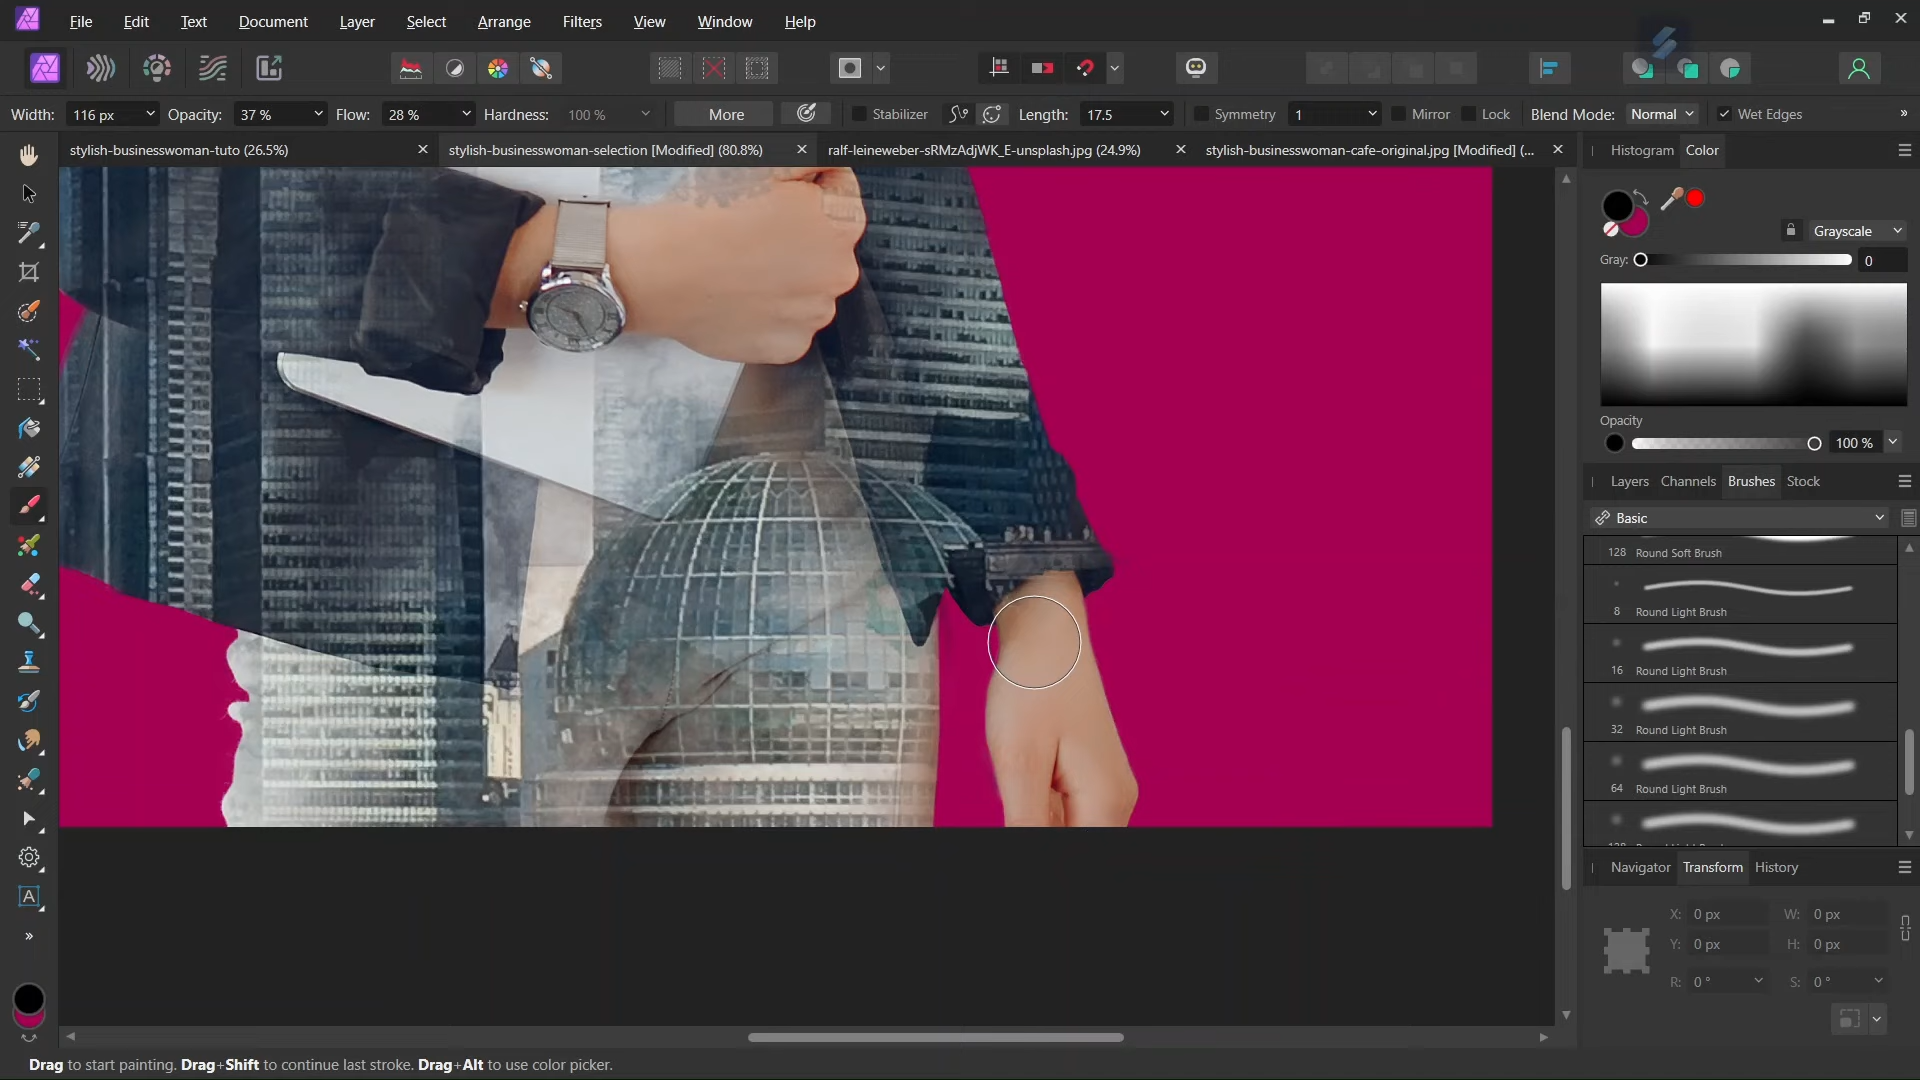 File Edit Text Document Layer Select Arrange Filters View Window Help
Width: 116 px Opacity: 37 % Flow: 28 % Hardness: 100 % More Stabilizer Length: 17.5 Symmetry 1 Mirror Lock Blend Mode: Normal Wet Edges »
stylish-businesswoman-tuto (26.5%) stylish-businesswoman-selection [Modified] (80.8%) ralf-leineweber-sRMzAdjWK_E-unsplash.jpg (24.9%) stylish-businesswoman-cafe-original.jpg [Modified] (...
Histogram Color
Grayscale
Gray: 0
Opacity
100 %
Layers Channels Brushes Stock
Basic
128 Round Soft Brush
8 Round Light Brush
16 Round Light Brush
32 Round Light Brush
64 Round Light Brush
Navigator Transform History
X: 0 px W: 0 px
Y: 0 px H: 0 px
R: 0 ° S: 0 °
A
»
Drag to start painting. Drag+Shift to continue last stroke. Drag+Alt to use color picker.